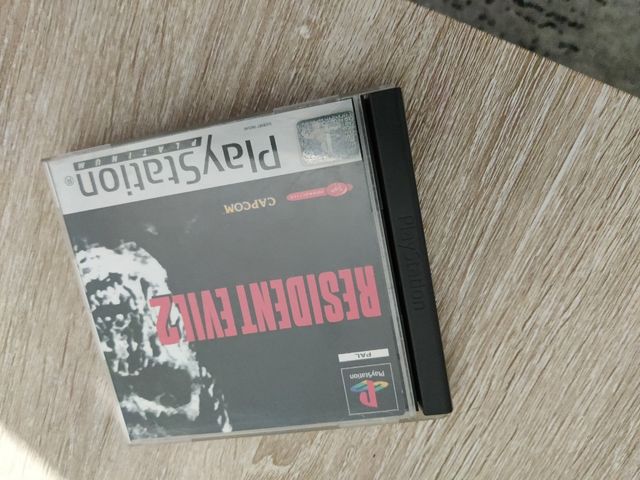 PlayStation®
PLATINUM
CAPCOM
RESIDENT EVIL 2
PAL
PlayStation
PlayStation